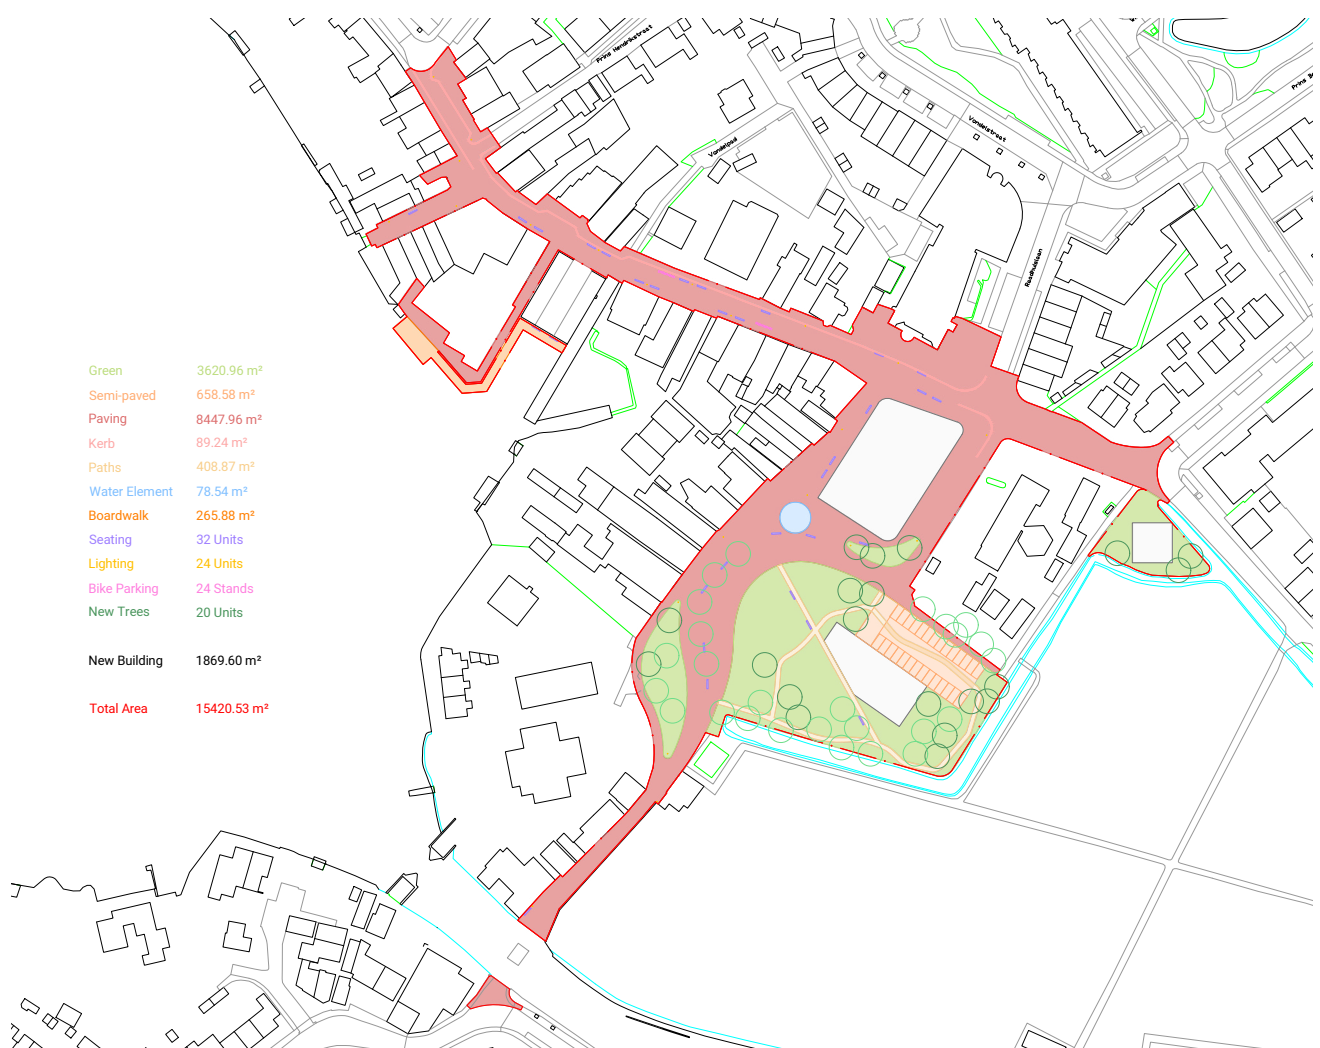 Prins Hendrikstraat
Prins Be
Vondelstraat
Vondelpad
Raadhuislaan
Green 3620.96 m²
Semi-paved 658.58 m²
Paving 8447.96 m²
Kerb 89.24 m²
Paths 408.87 m²
Water Element 78.54 m²
Boardwalk 265.88 m²
Seating 32 Units
Lighting 24 Units
Bike Parking 24 Stands
New Trees 20 Units
New Building 1869.60 m²
Total Area 15420.53 m²